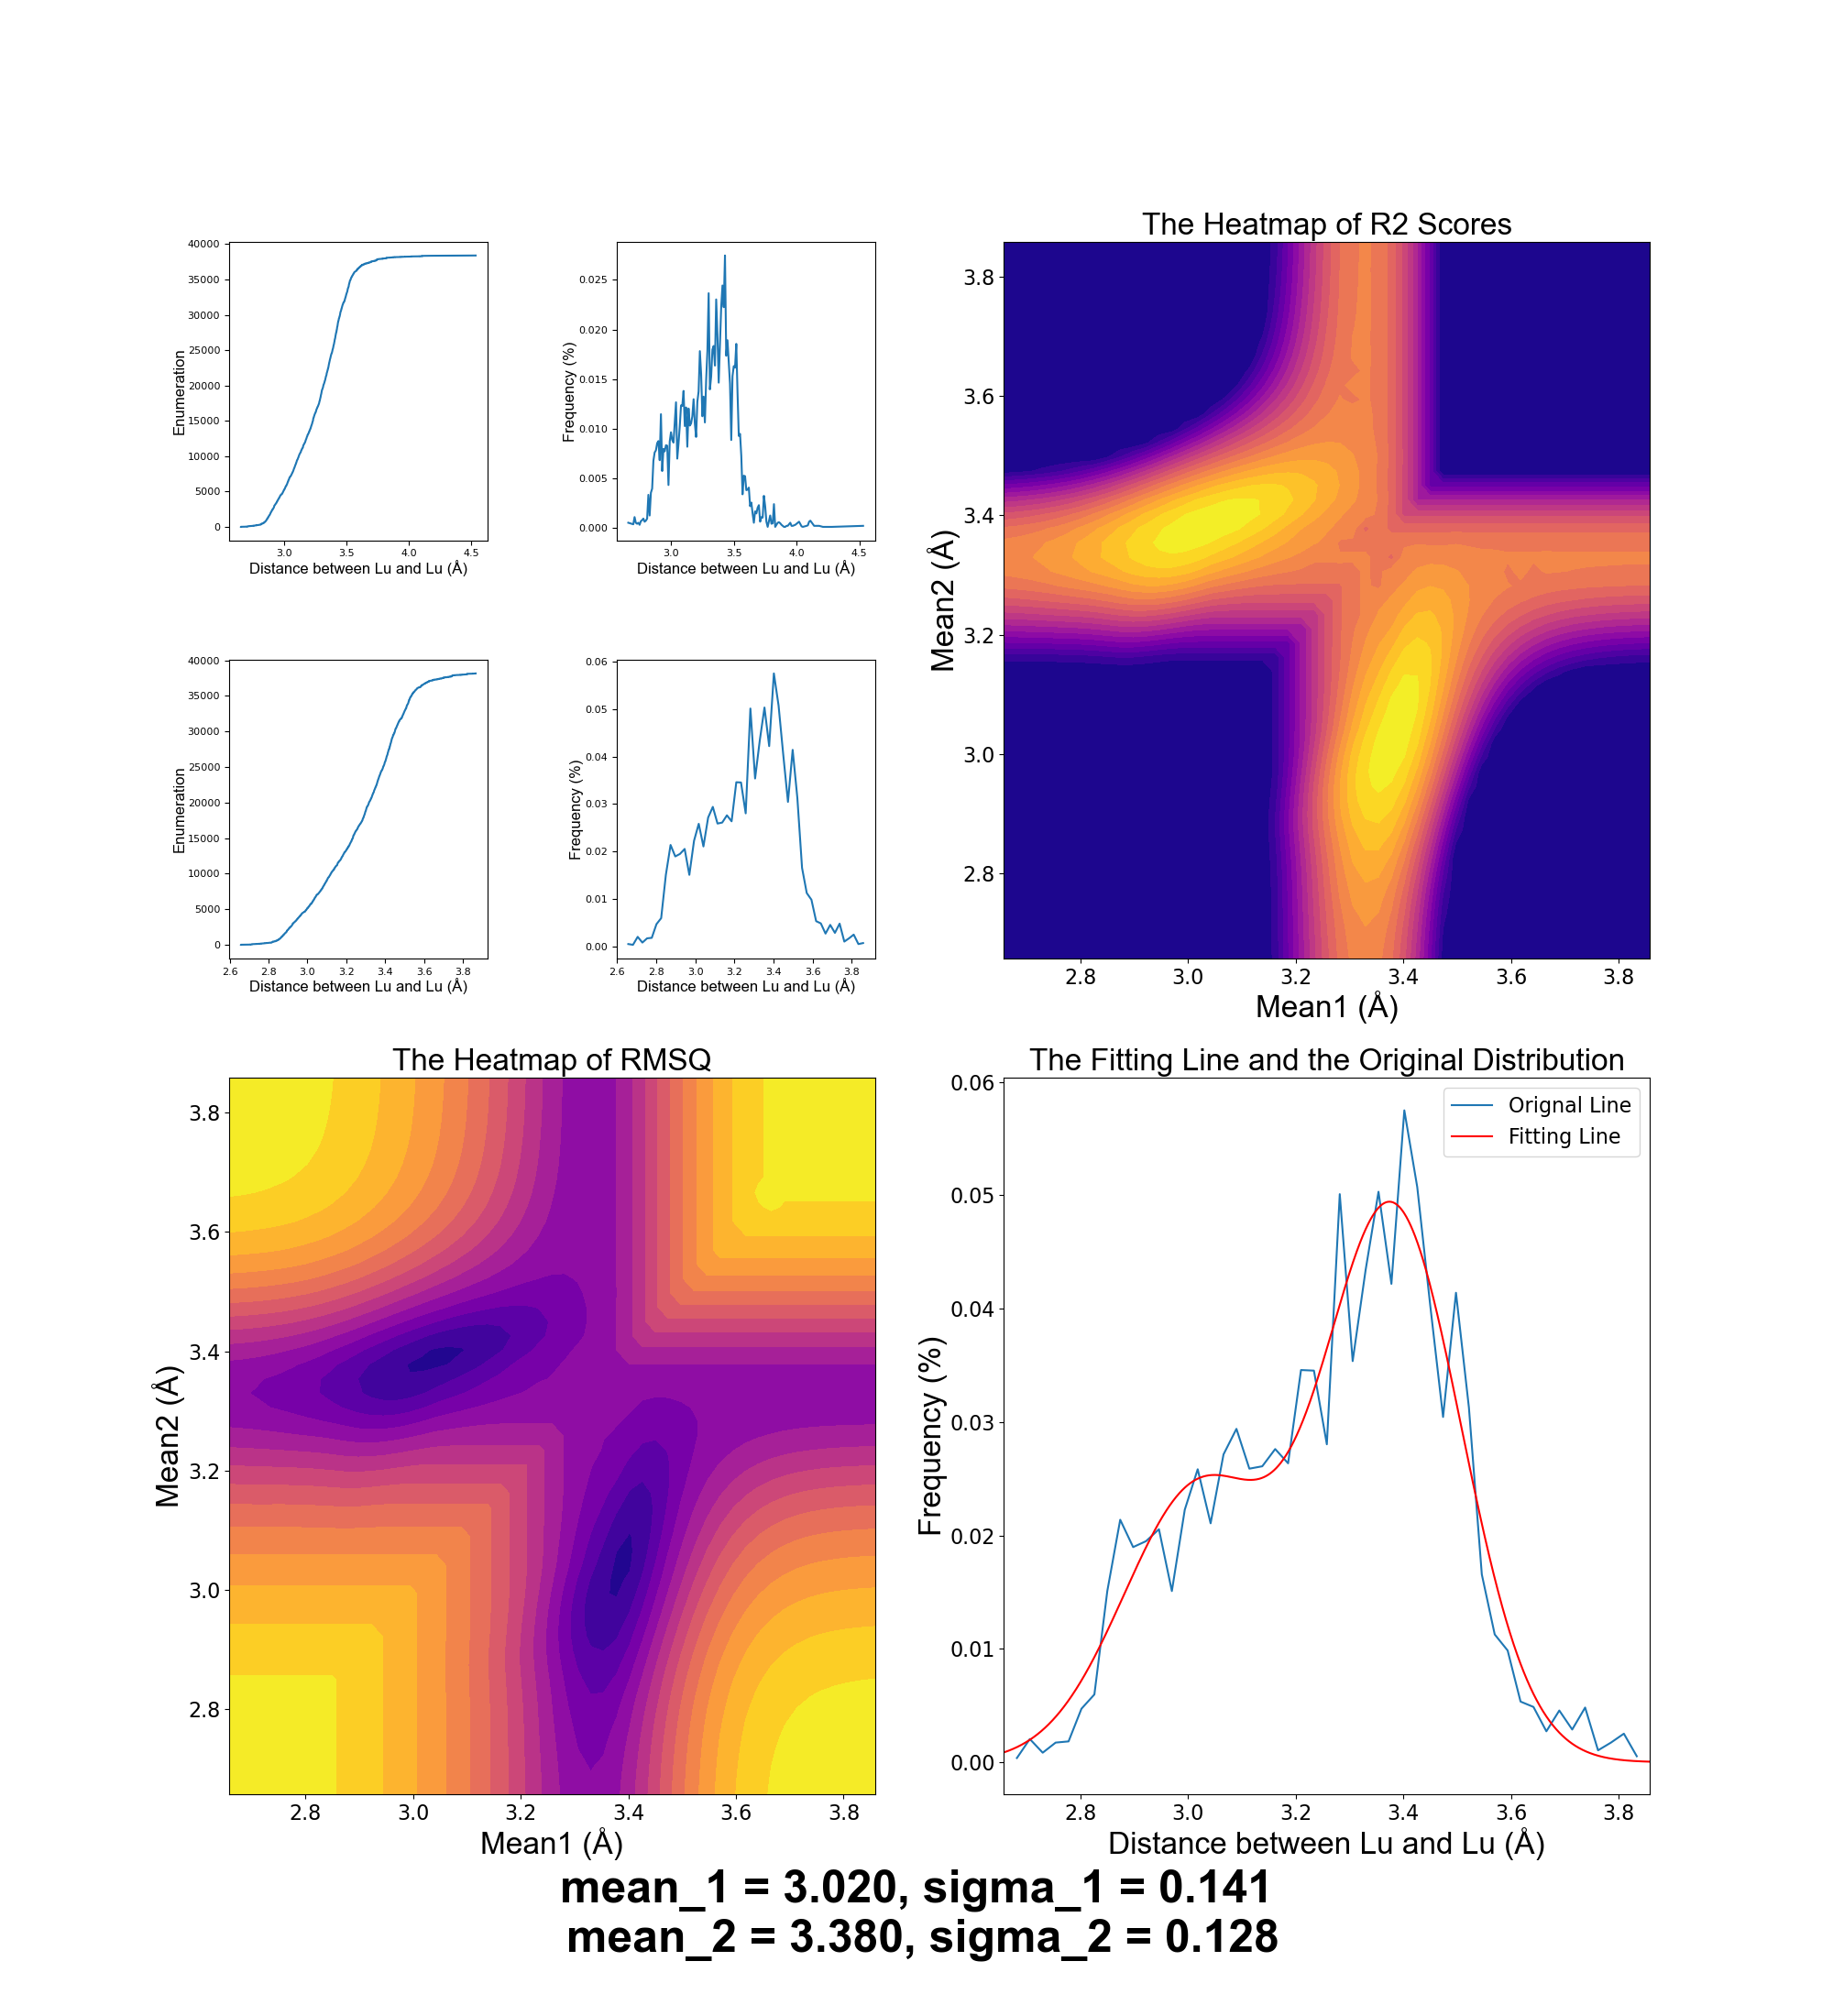 40000
35000
30000
25000
20000
15000
10000
5000
0
Enumeration
3.0 3.5 4.0 4.5
Distance between Lu and Lu (Å)
0.025
0.020
0.015
0.010
0.005
0.000
Frequency (%)
3.0 3.5 4.0 4.5
Distance between Lu and Lu (Å)
The Heatmap of R2 Scores
3.8
3.6
3.4
3.2
3.0
2.8
Mean2 (Å)
2.8 3.0 3.2 3.4 3.6 3.8
Mean1 (Å)
40000
35000
30000
25000
20000
15000
10000
5000
0
Enumeration
2.6 2.8 3.0 3.2 3.4 3.6 3.8
Distance between Lu and Lu (Å)
0.06
0.05
0.04
0.03
0.02
0.01
0.00
Frequency (%)
2.6 2.8 3.0 3.2 3.4 3.6 3.8
Distance between Lu and Lu (Å)
The Heatmap of RMSQ
3.8
3.6
3.4
3.2
3.0
2.8
Mean2 (Å)
2.8 3.0 3.2 3.4 3.6 3.8
Mean1 (Å)
The Fitting Line and the Original Distribution
Orignal Line
Fitting Line
0.06
0.05
0.04
0.03
0.02
0.01
0.00
Frequency (%)
2.8 3.0 3.2 3.4 3.6 3.8
Distance between Lu and Lu (Å)
mean_1 = 3.020, sigma_1 = 0.141
mean_2 = 3.380, sigma_2 = 0.128